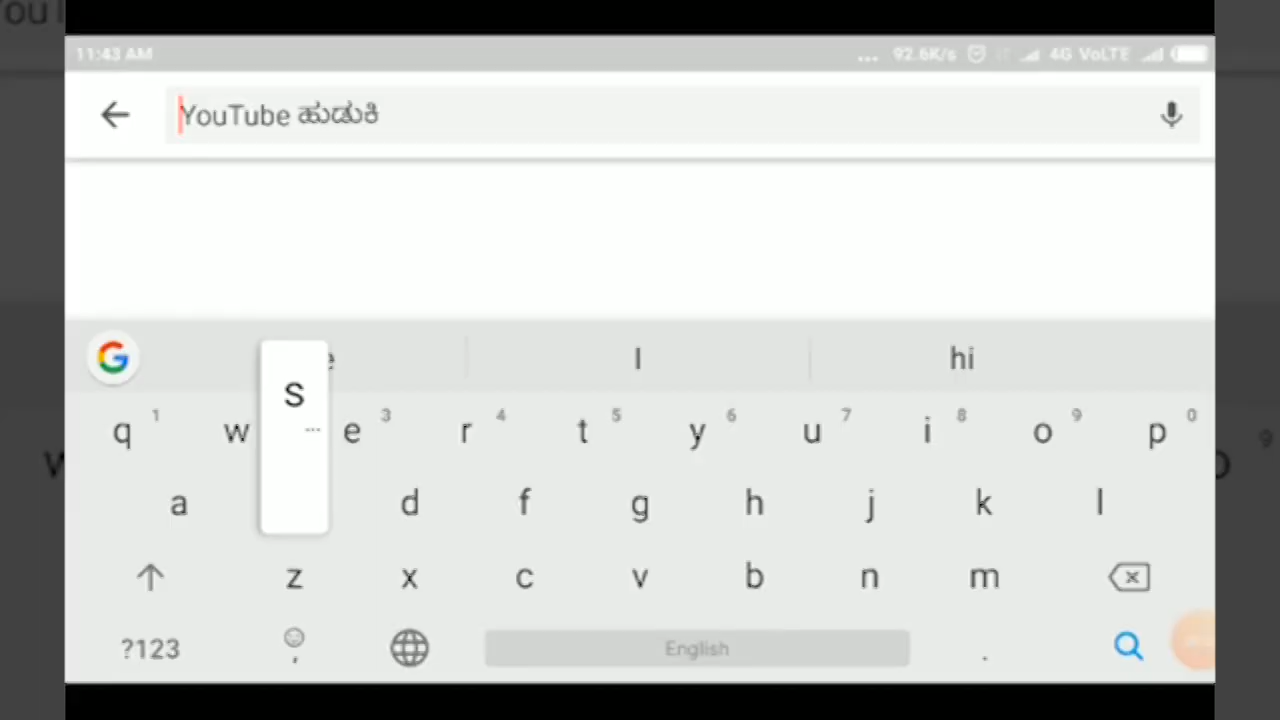 11:43 AM ... 92.6K/s 4G VoLTE
YouTube ಹುಡುಕಿ
G I hi
q 1 w e 3 r 4 t 5 y 6 u 7 i 8 o 9 p 0
S
a d f g h j k l
z x c v b n m
?123 , English .